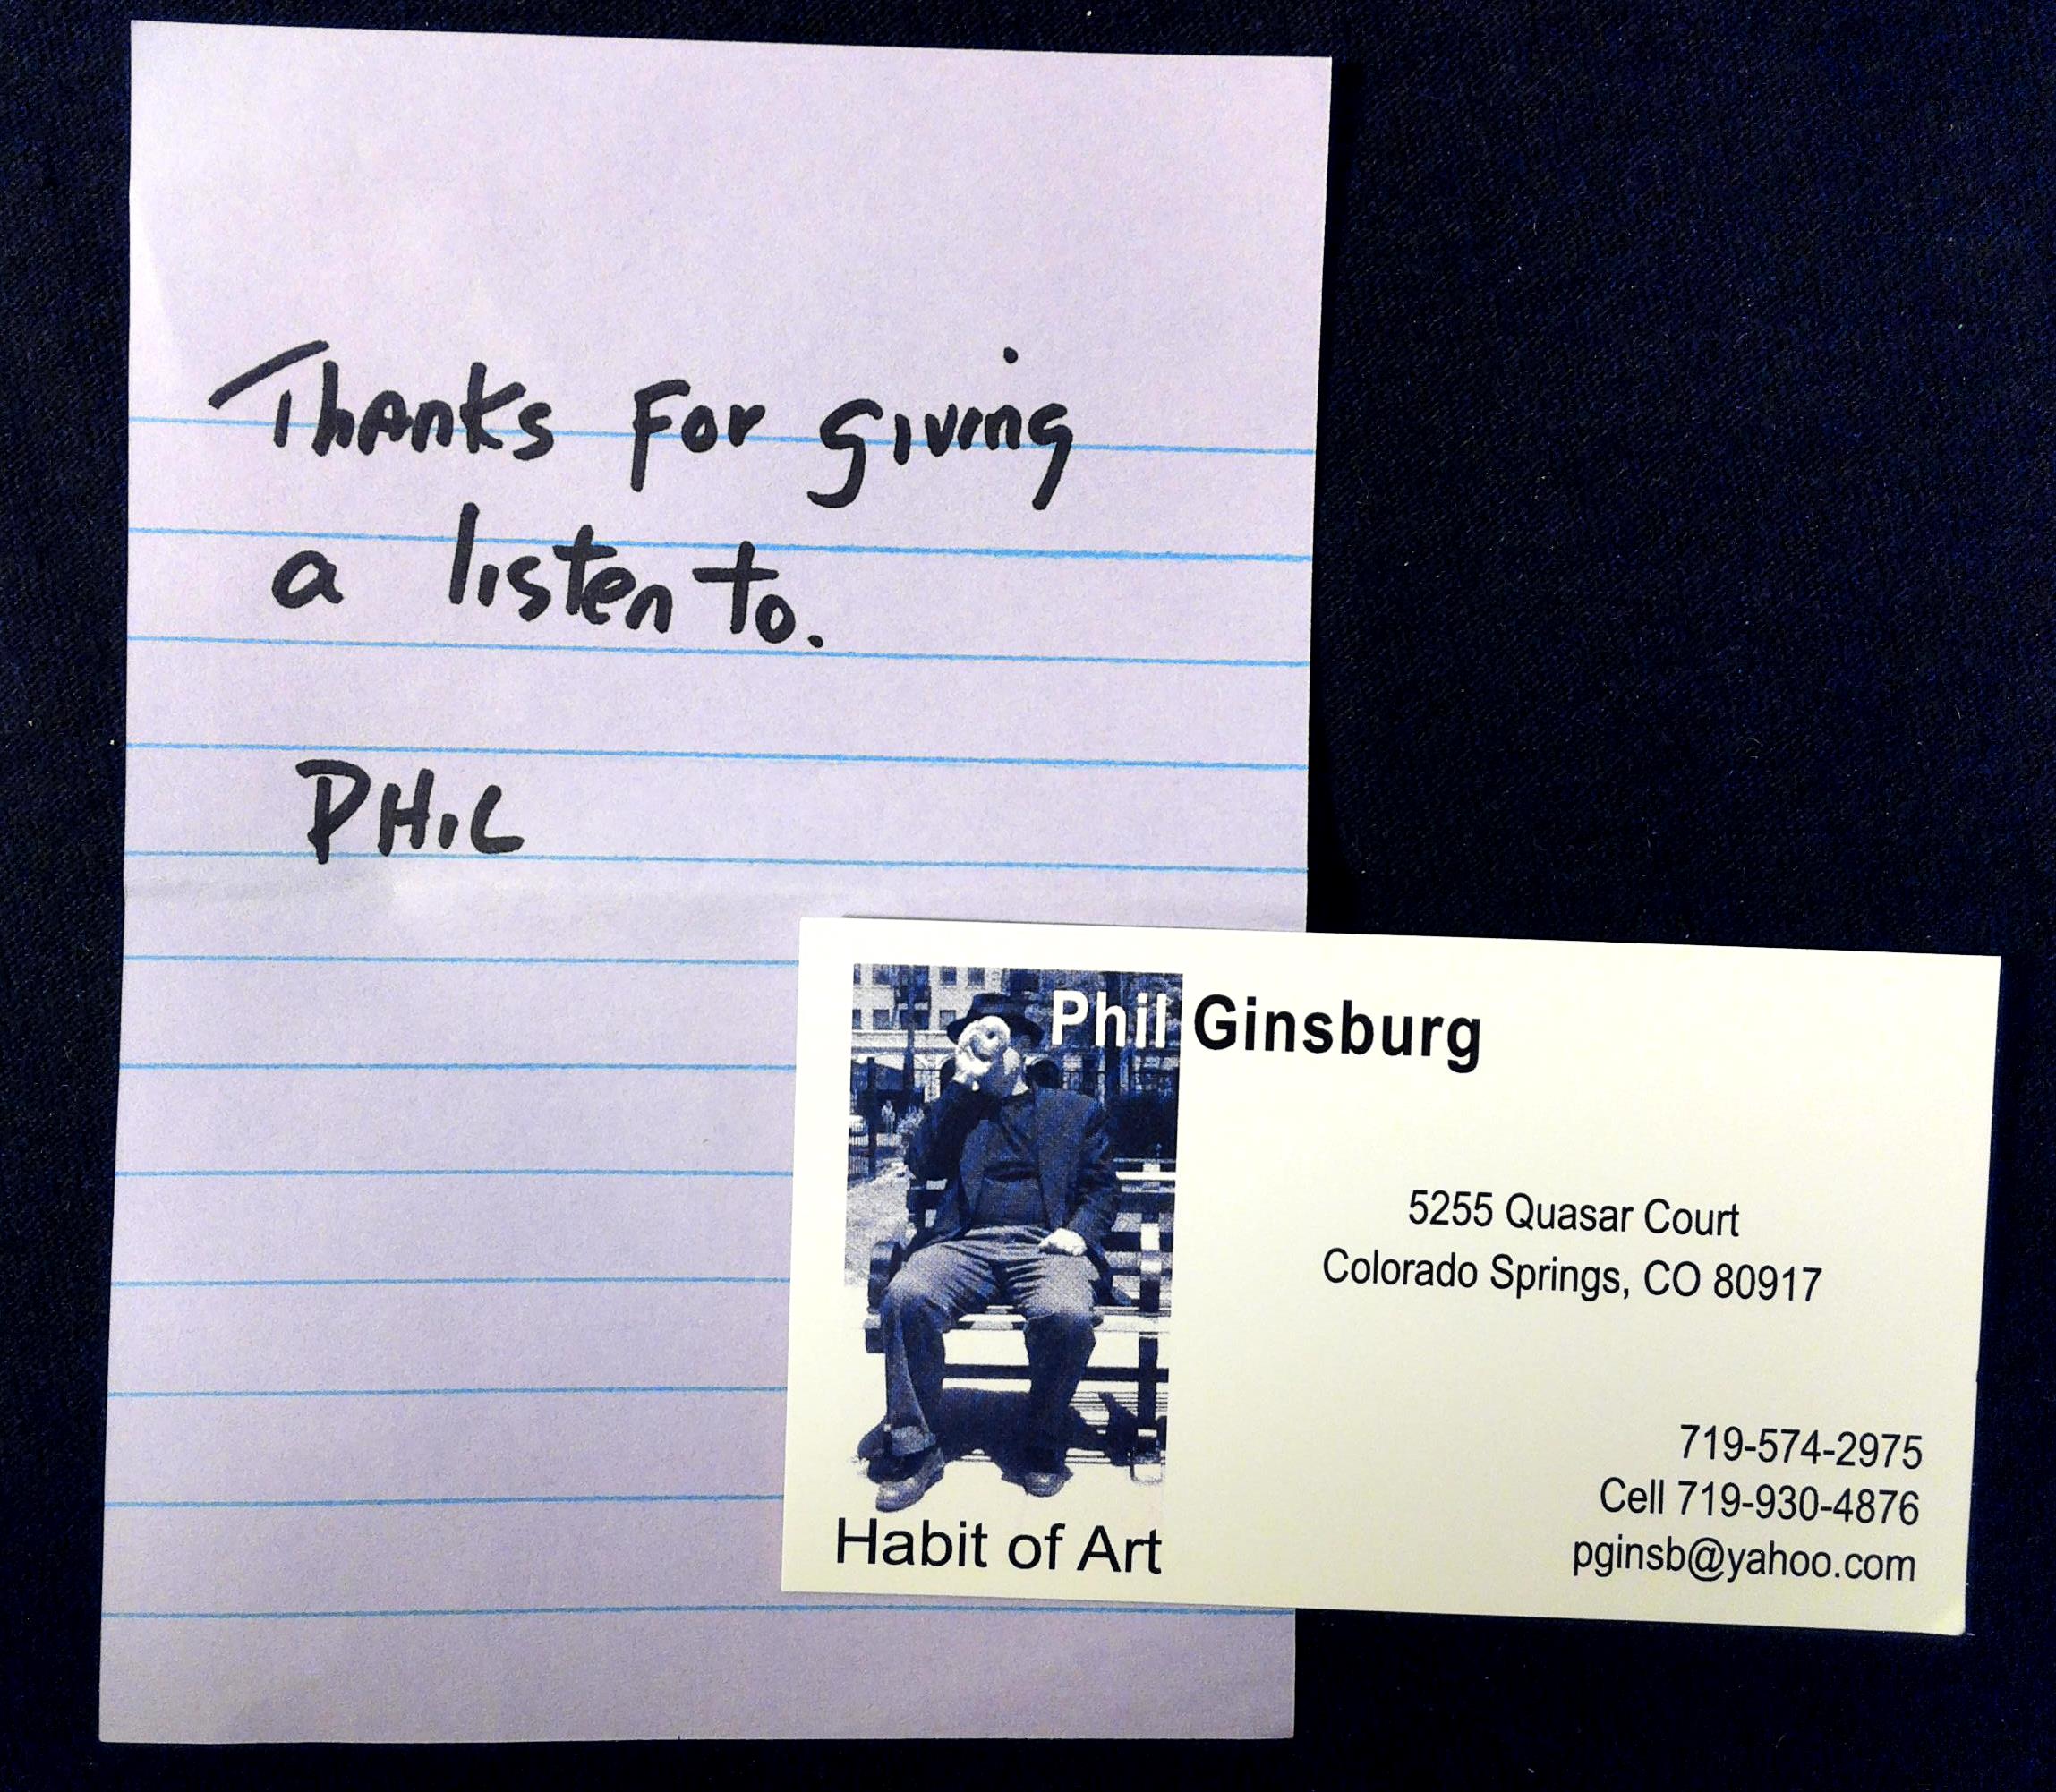 Thanks For giving
a listen to.
PHiL
Phil Ginsburg
5255 Quasar Court
Colorado Springs, CO 80917
719-574-2975
Cell 719-930-4876
pginsb@yahoo.com
Habit of Art